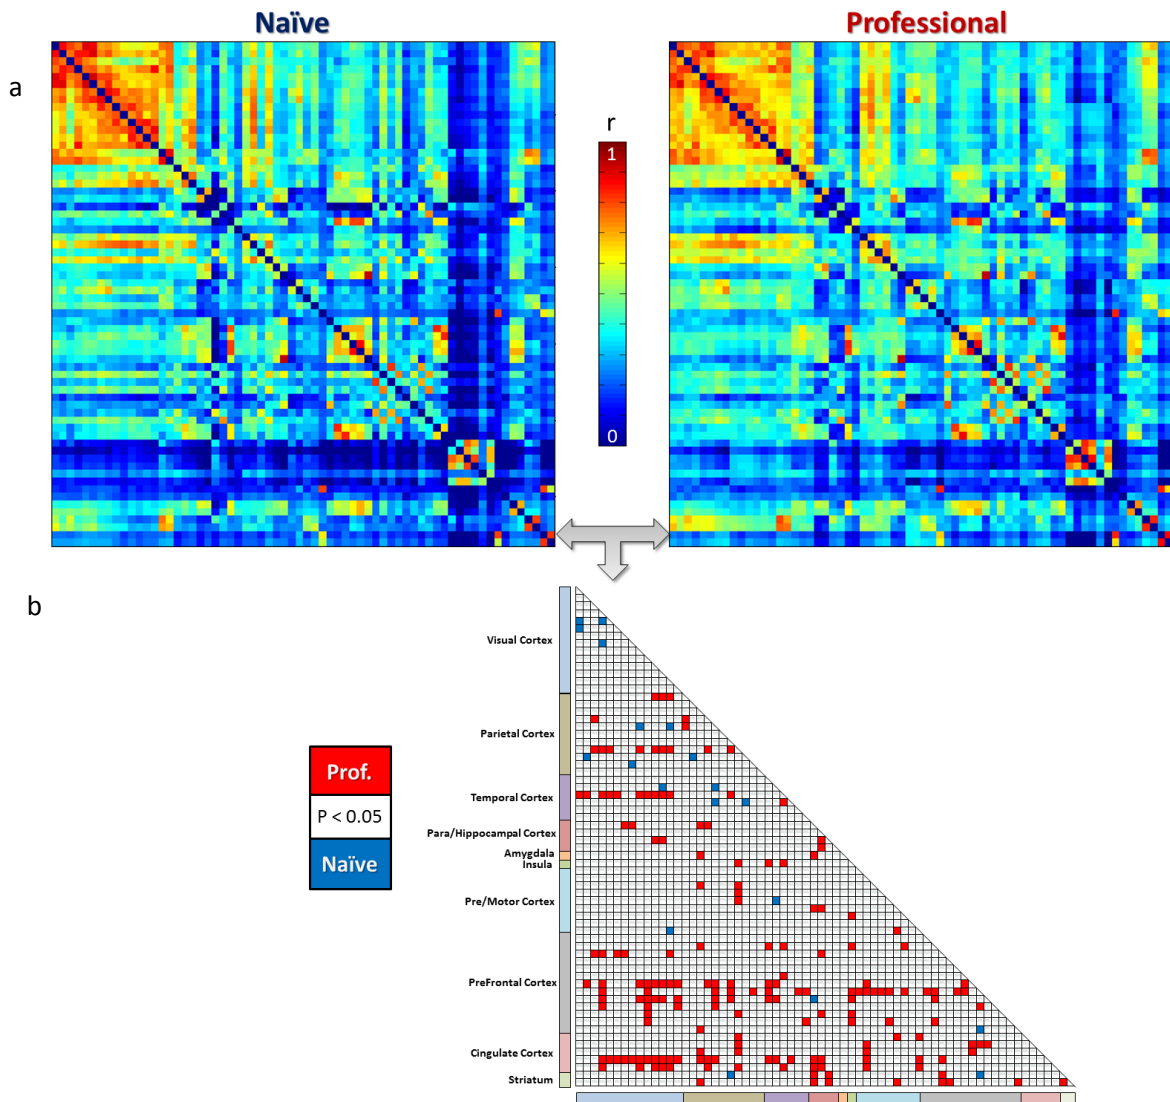 Naïve
Professional
a
r
1
0
b
Visual Cortex
Parietal Cortex
Prof.
P < 0.05
Naïve
Temporal Cortex
Para/Hippocampal Cortex
Amygdala
Insula
Pre/Motor Cortex
PreFrontal Cortex
Cingulate Cortex
Striatum